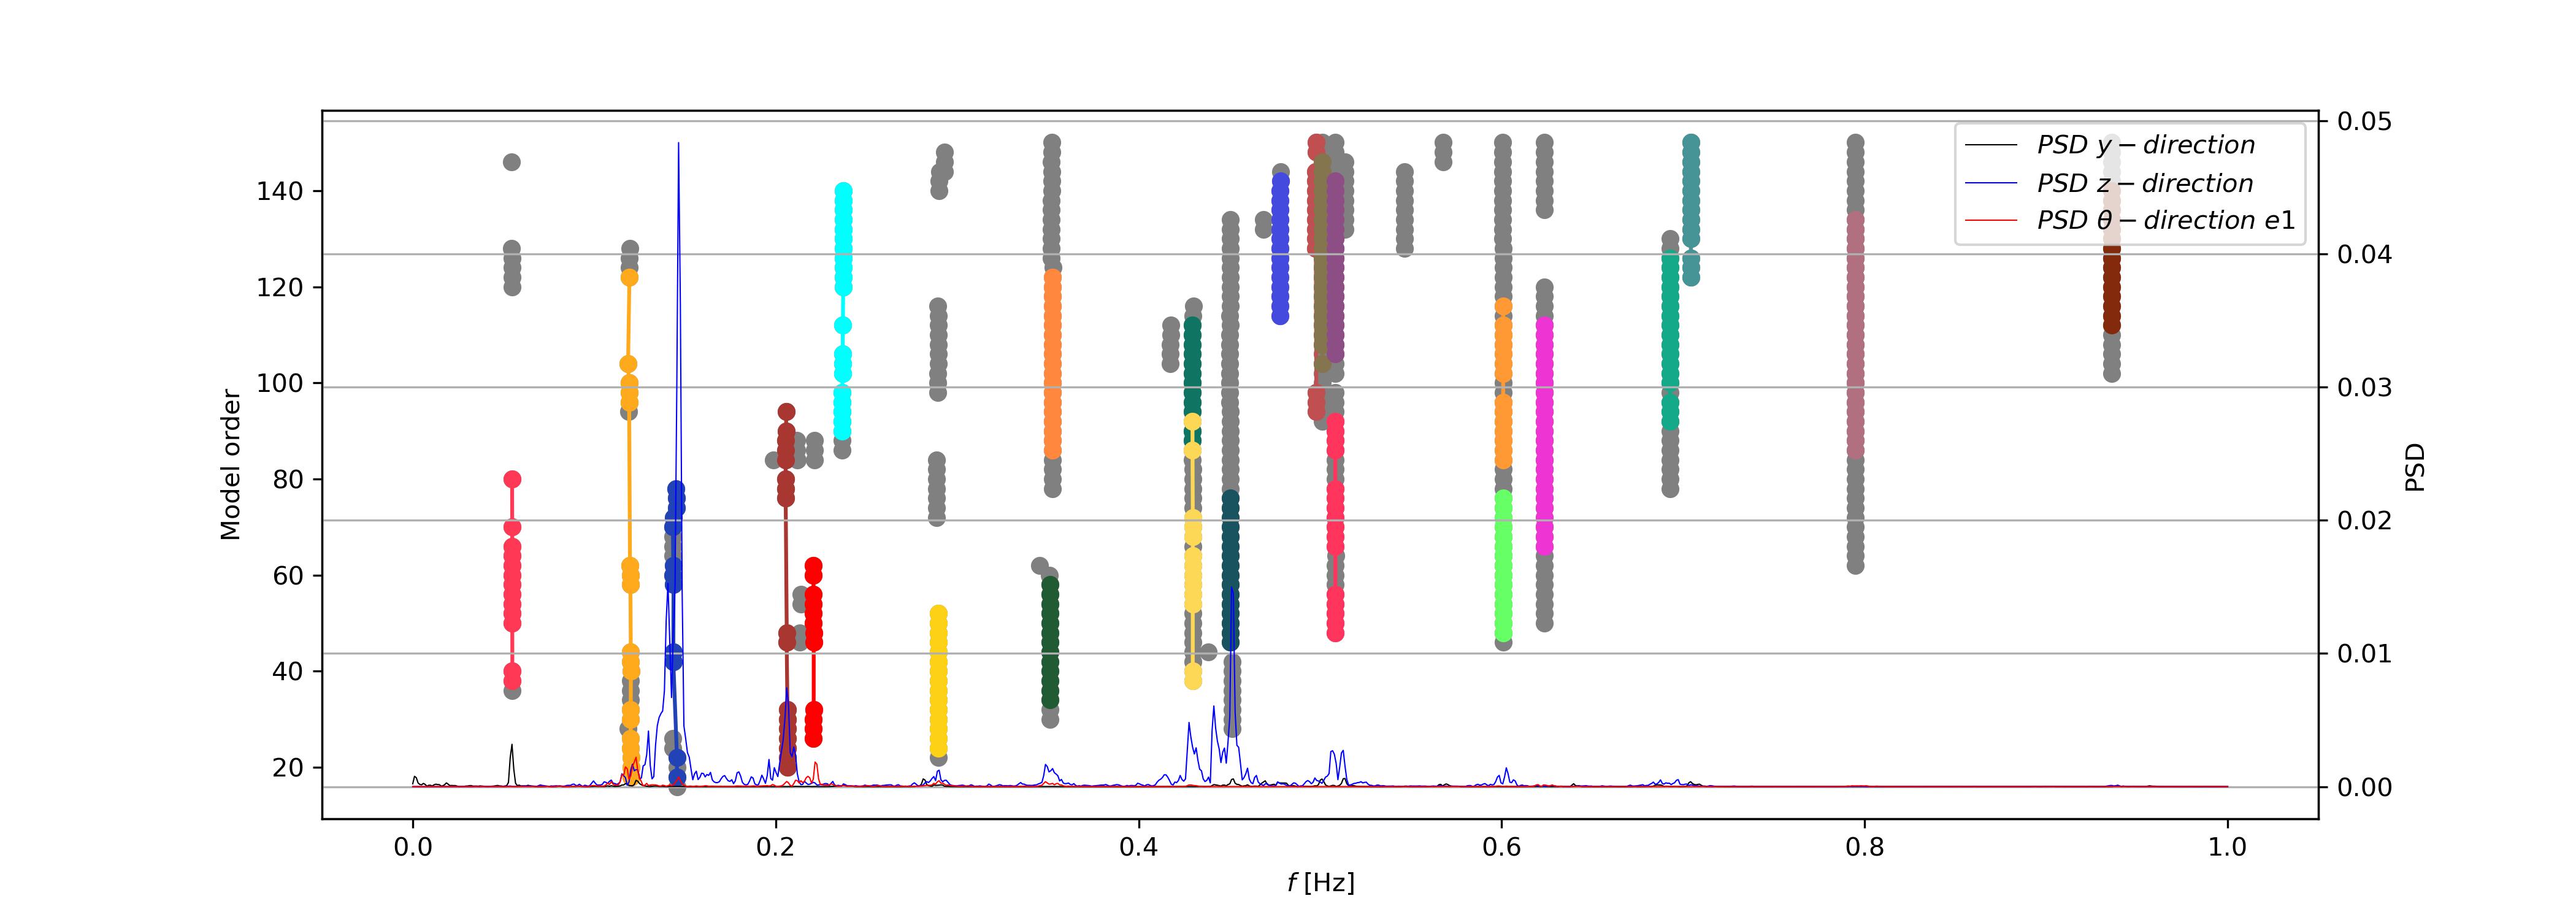 PSD y − direction
PSD z − direction
PSD θ − direction e1
Model order
140
120
100
80
60
40
20
0.05
0.04
0.03
0.02
0.01
0.00
PSD
0.0 0.2 0.4 0.6 0.8 1.0
f [Hz]